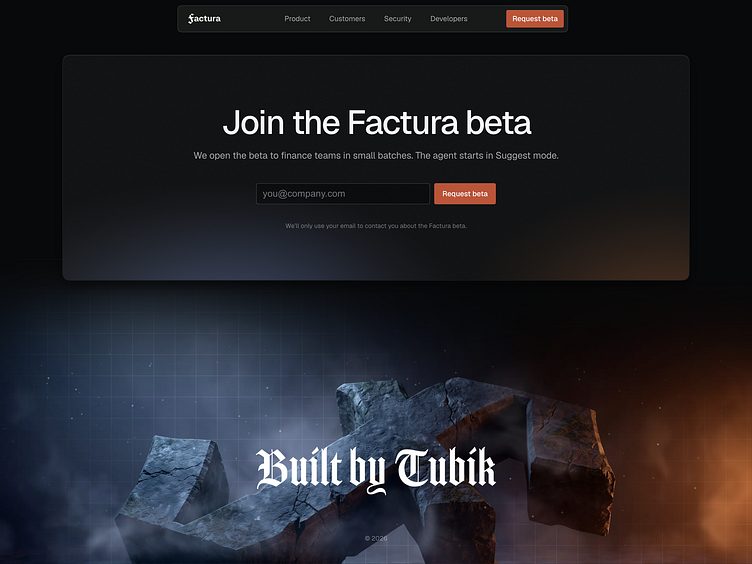 Factura
Product
Customers
Security
Developers
Request beta
Join the Factura beta
We open the beta to finance teams in small batches. The agent starts in Suggest mode.
you@company.com
Request beta
We'll only use your email to contact you about the Factura beta.
Built by Tubik
© 2026